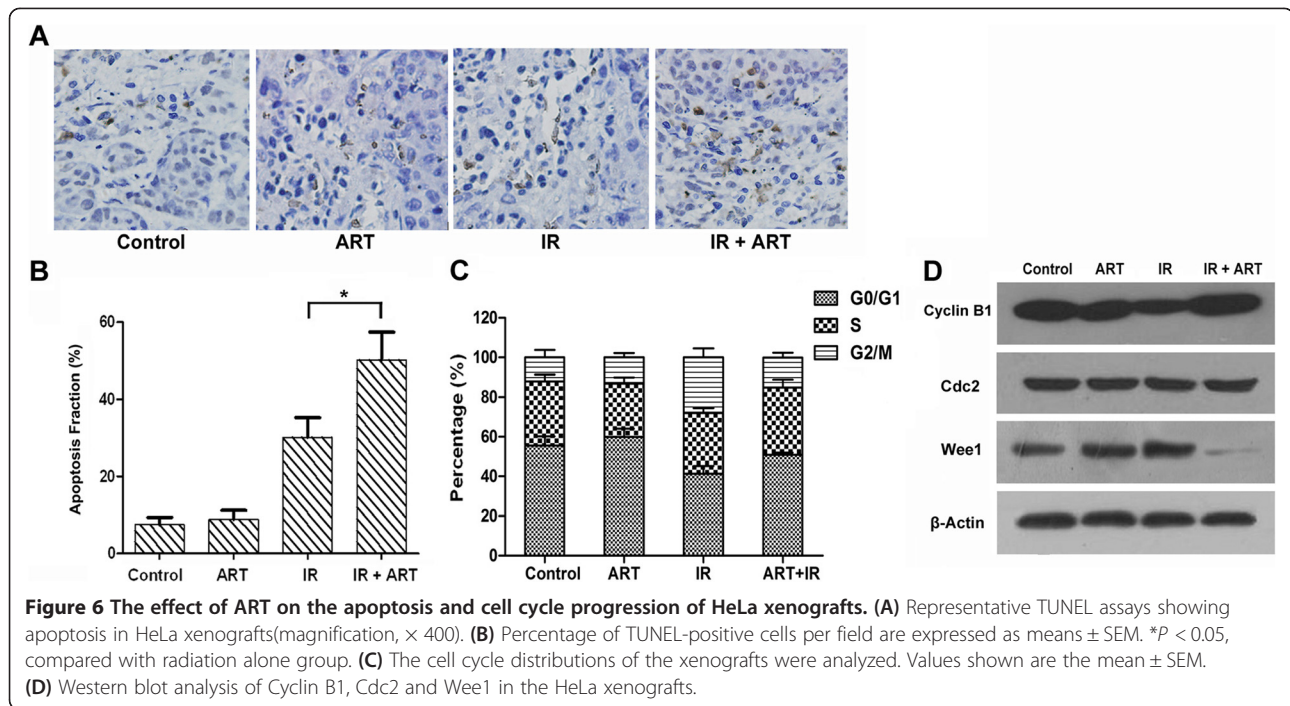 A
Control ART IR IR + ART
B
Apoptosis Fraction (%)
60
40
20
0
*
Control ART IR IR + ART
C
Percentage (%)
120
100
80
60
40
20
0
G0/G1
S
G2/M
Control ART IR ART+IR
D
Control ART IR IR + ART
Cyclin B1
Cdc2
Wee1
β-Actin
Figure 6 The effect of ART on the apoptosis and cell cycle progression of HeLa xenografts. (A) Representative TUNEL assays showing
apoptosis in HeLa xenografts(magnification, × 400). (B) Percentage of TUNEL-positive cells per field are expressed as means ± SEM. *P < 0.05,
compared with radiation alone group. (C) The cell cycle distributions of the xenografts were analyzed. Values shown are the mean ± SEM.
(D) Western blot analysis of Cyclin B1, Cdc2 and Wee1 in the HeLa xenografts.